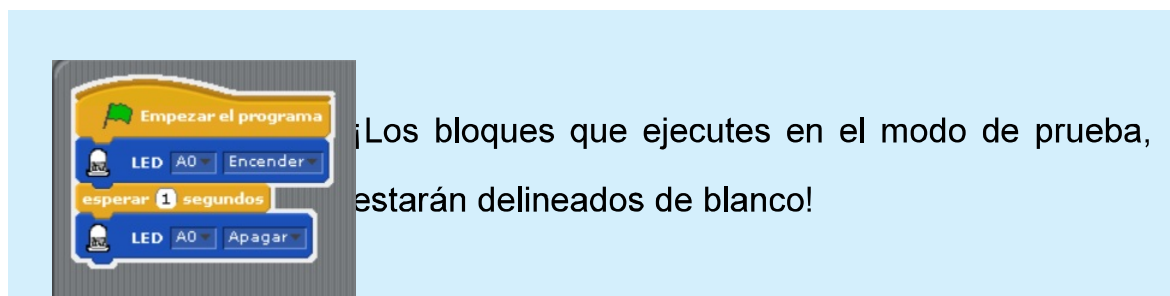 Empezar el programa
LED A0 Encender
esperar 1 segundos
LED A0 Apagar
¡Los bloques que ejecutes en el modo de prueba,
estarán delineados de blanco!